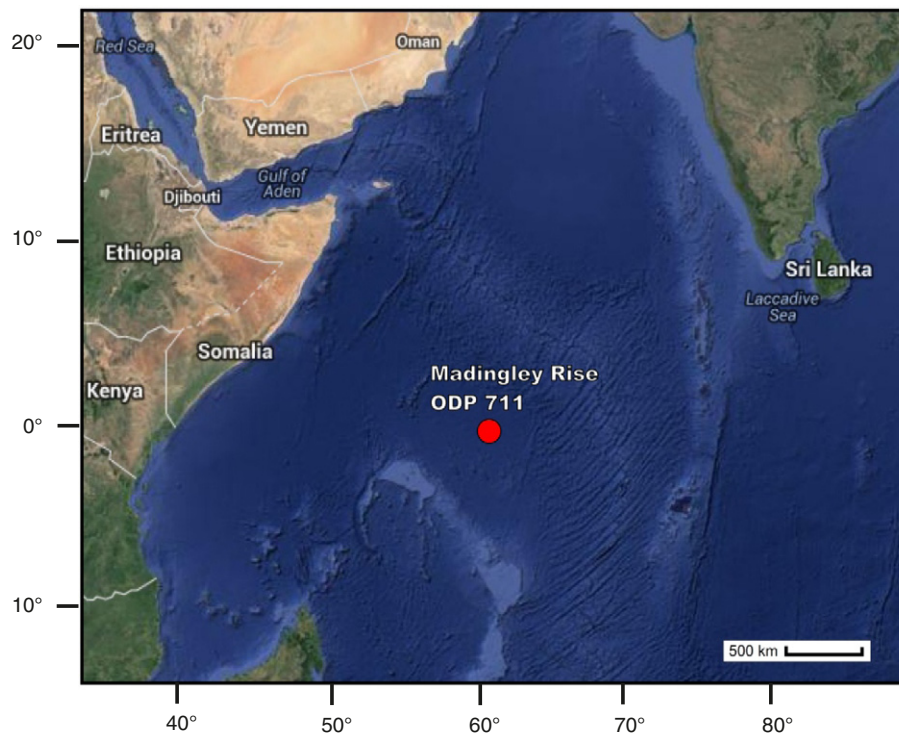 20°
Red Sea
Oman
Eritrea
Yemen
Gulf of
Aden
Djibouti
10°
Ethiopia
Sri Lanka
Laccadive
Sea
Somalia
Madingley Rise
Kenya
ODP 711
0°
10°
500 km
40°
50°
60°
70°
80°